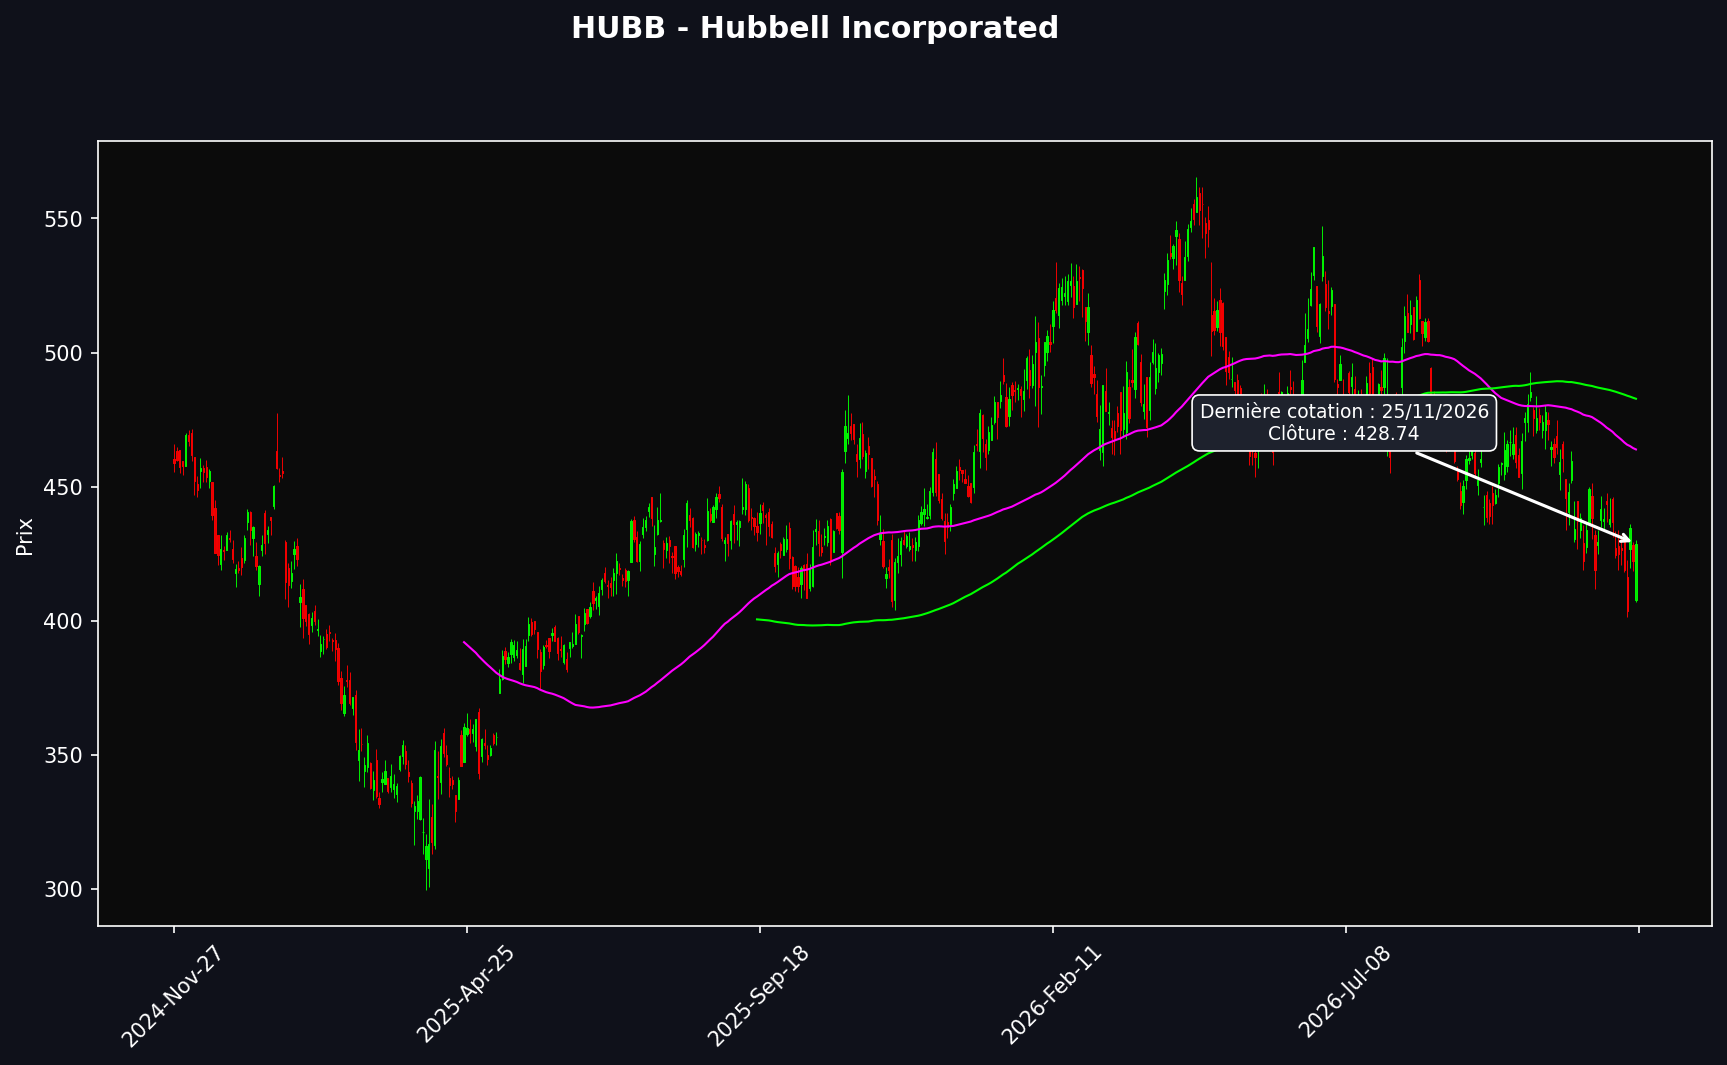 HUBB - Hubbell Incorporated
Prix
550
500
450
400
350
300
Dernière cotation : 25/11/2026
Clôture : 428.74
2024-Nov-27
2025-Apr-25
2025-Sep-18
2026-Feb-11
2026-Jul-08